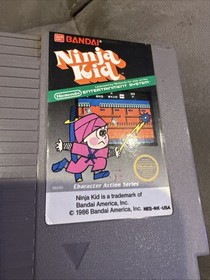 BANDAI
Ninja
Kid
Nintendo
ENTERTAINMENT SYSTEM
Character Action Series
Ninja Kid is a trademark of
Bandai America, Inc.
© 1986 Bandai America, Inc. NES-NK-USA